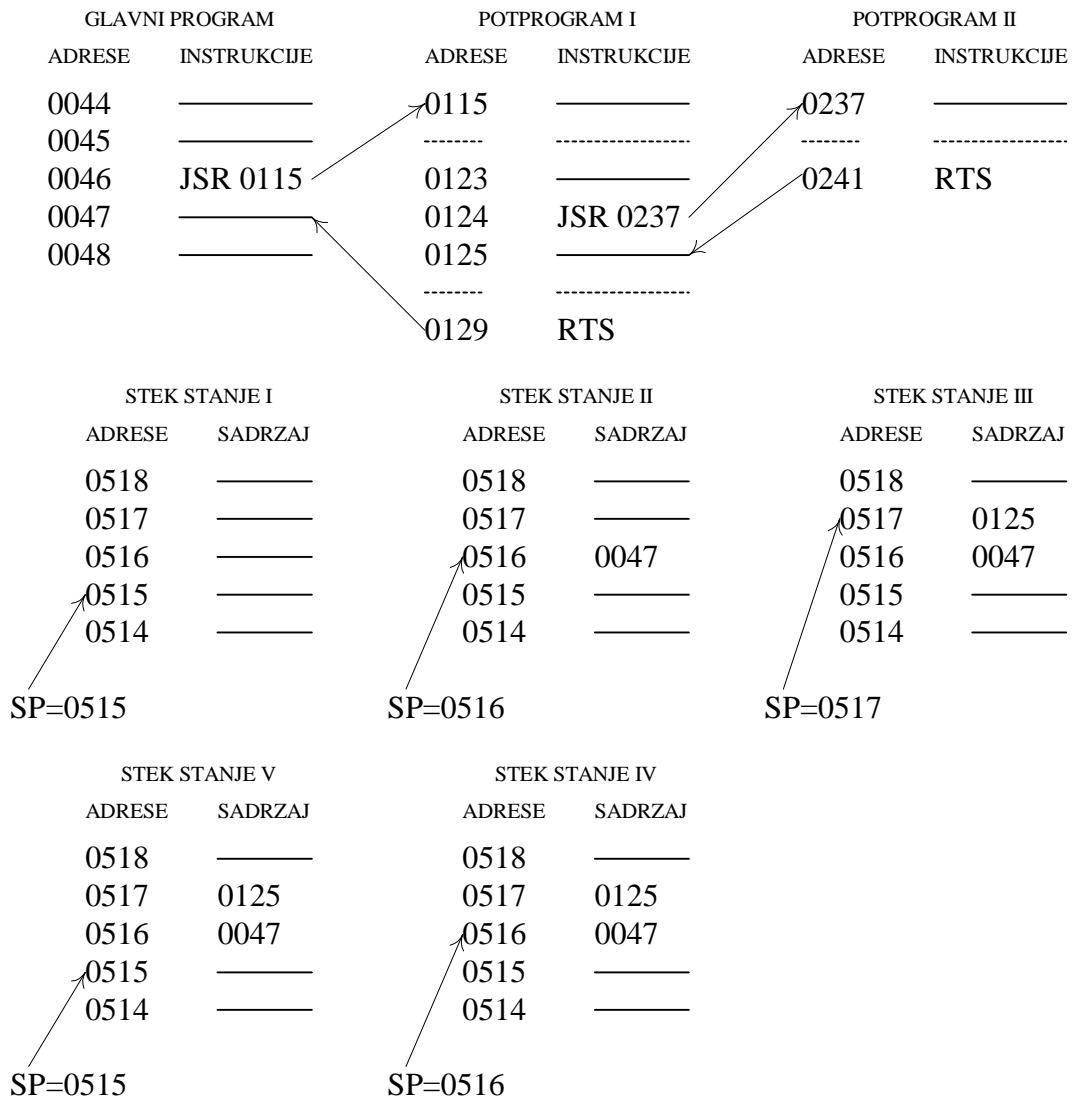 GLAVNI PROGRAM POTPROGRAM I POTPROGRAM II
ADRESE INSTRUKCIJE ADRESE INSTRUKCIJE ADRESE INSTRUKCIJE
0044 0115 0237
0045
0046 JSR 0115 0123 0241 RTS
0047 0124 JSR 0237
0048 0125
0129 RTS
STEK STANJE I STEK STANJE II STEK STANJE III
ADRESE SADRZAJ ADRESE SADRZAJ ADRESE SADRZAJ
0518 0518 0518
0517 0517 0517 0125
0516 0516 0047 0516 0047
0515 0515 0515
0514 0514 0514
SP=0515 SP=0516 SP=0517
STEK STANJE V STEK STANJE IV
ADRESE SADRZAJ ADRESE SADRZAJ
0518 0518
0517 0125 0517 0125
0516 0047 0516 0047
0515 0515
0514 0514
SP=0515 SP=0516